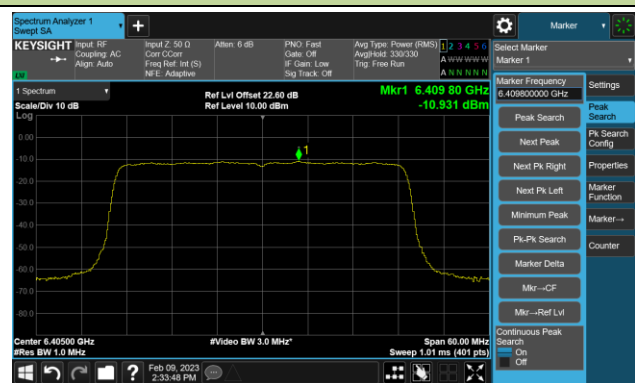 Spectrum Analyzer 1
Swept SA
Marker
KEYSIGHT
Input: RF
Coupling: AC
Align: Auto
Input Z: 50 Ω
Corr CCorr
Freq Ref: Int (S)
NFE: Adaptive
Atten: 6 dB
PNO: Fast
Gate: Off
IF Gain: Low
Sig Track: Off
Avg Type: Power (RMS)
Avg|Hold: 330/330
Trig: Free Run
1 2 3 4 5 6
A W W W W W
A N N N N N
LW
Select Marker
Marker 1
1 Spectrum
Scale/Div 10 dB
Log
Ref Lvl Offset 22.60 dB
Ref Level 10.00 dBm
Mkr1 6.409 80 GHz
-10.931 dBm
0.00
-10.0
-20.0
-30.0
-40.0
-50.0
-60.0
-70.0
-80.0
1
Center 6.40500 GHz
#Res BW 1.0 MHz
#Video BW 3.0 MHz*
Span 60.00 MHz
Sweep 1.01 ms (401 pts)
Marker Frequency
6.409800000 GHz
Peak Search
Next Peak
Next Pk Right
Next Pk Left
Minimum Peak
Pk-Pk Search
Marker Delta
Mkr→CF
Mkr→Ref Lvl
Continuous Peak
Search
On
Off
Settings
Peak
Search
Pk Search
Config
Properties
Marker
Function
Marker→
Counter
Feb 09, 2023
2:33:48 PM